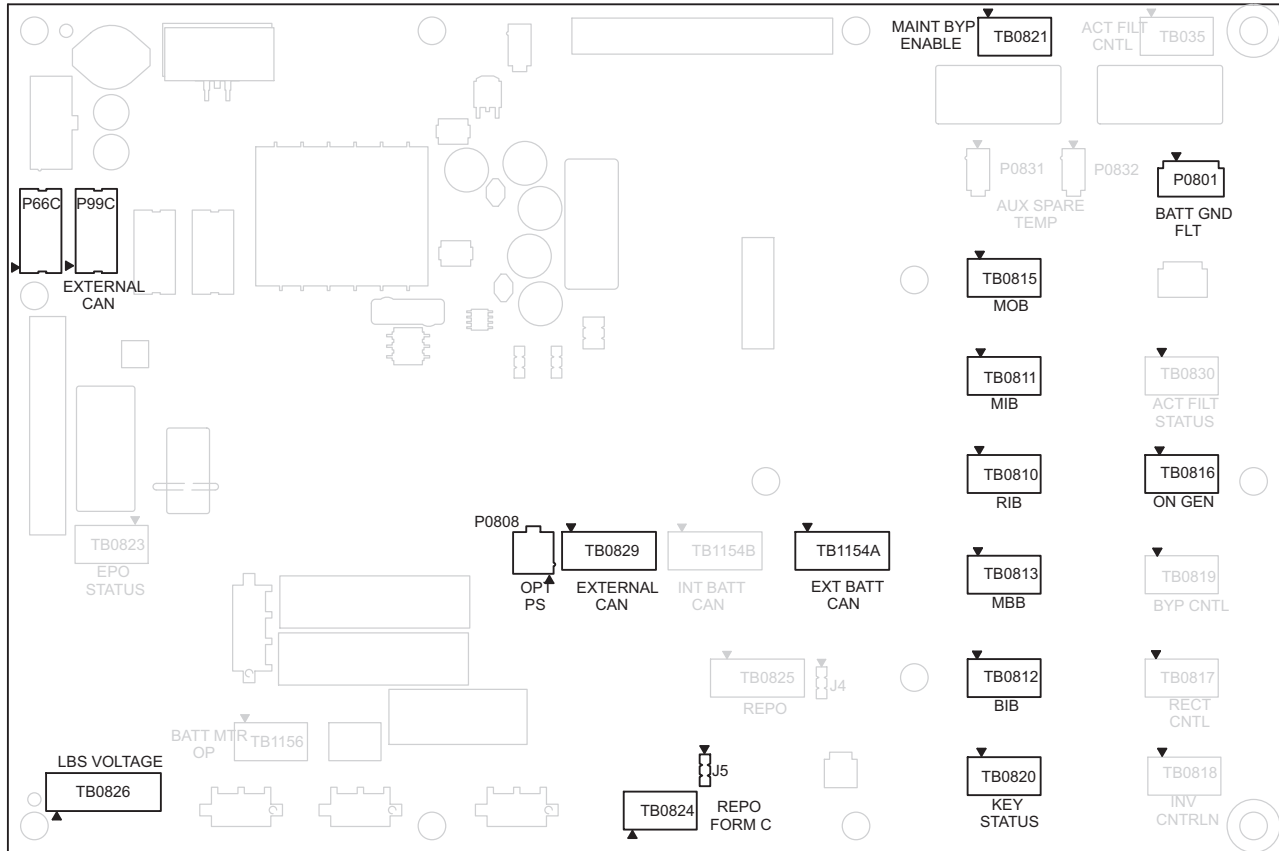 MAINT BYP
ENABLE
TB0821
ACT FILT
CNTL
TB035
P0831
P0832
AUX SPARE
TEMP
P0801
BATT GND
FLT
P66C
P99C
EXTERNAL
CAN
TB0815
MOB
TB0811
MIB
TB0830
ACT FILT
STATUS
TB0810
RIB
TB0816
ON GEN
TB0823
EPO
STATUS
P0808
OPT
PS
TB0829
EXTERNAL
CAN
TB1154B
INT BATT
CAN
TB1154A
EXT BATT
CAN
TB0813
MBB
TB0819
BYP CNTL
TB0825
REPO
J4
TB0812
BIB
TB0817
RECT
CNTL
BATT MTR
OP
TB1156
LBS VOLTAGE
TB0826
J5
TB0824
REPO
FORM C
TB0820
KEY
STATUS
TB0818
INV
CNTRLN